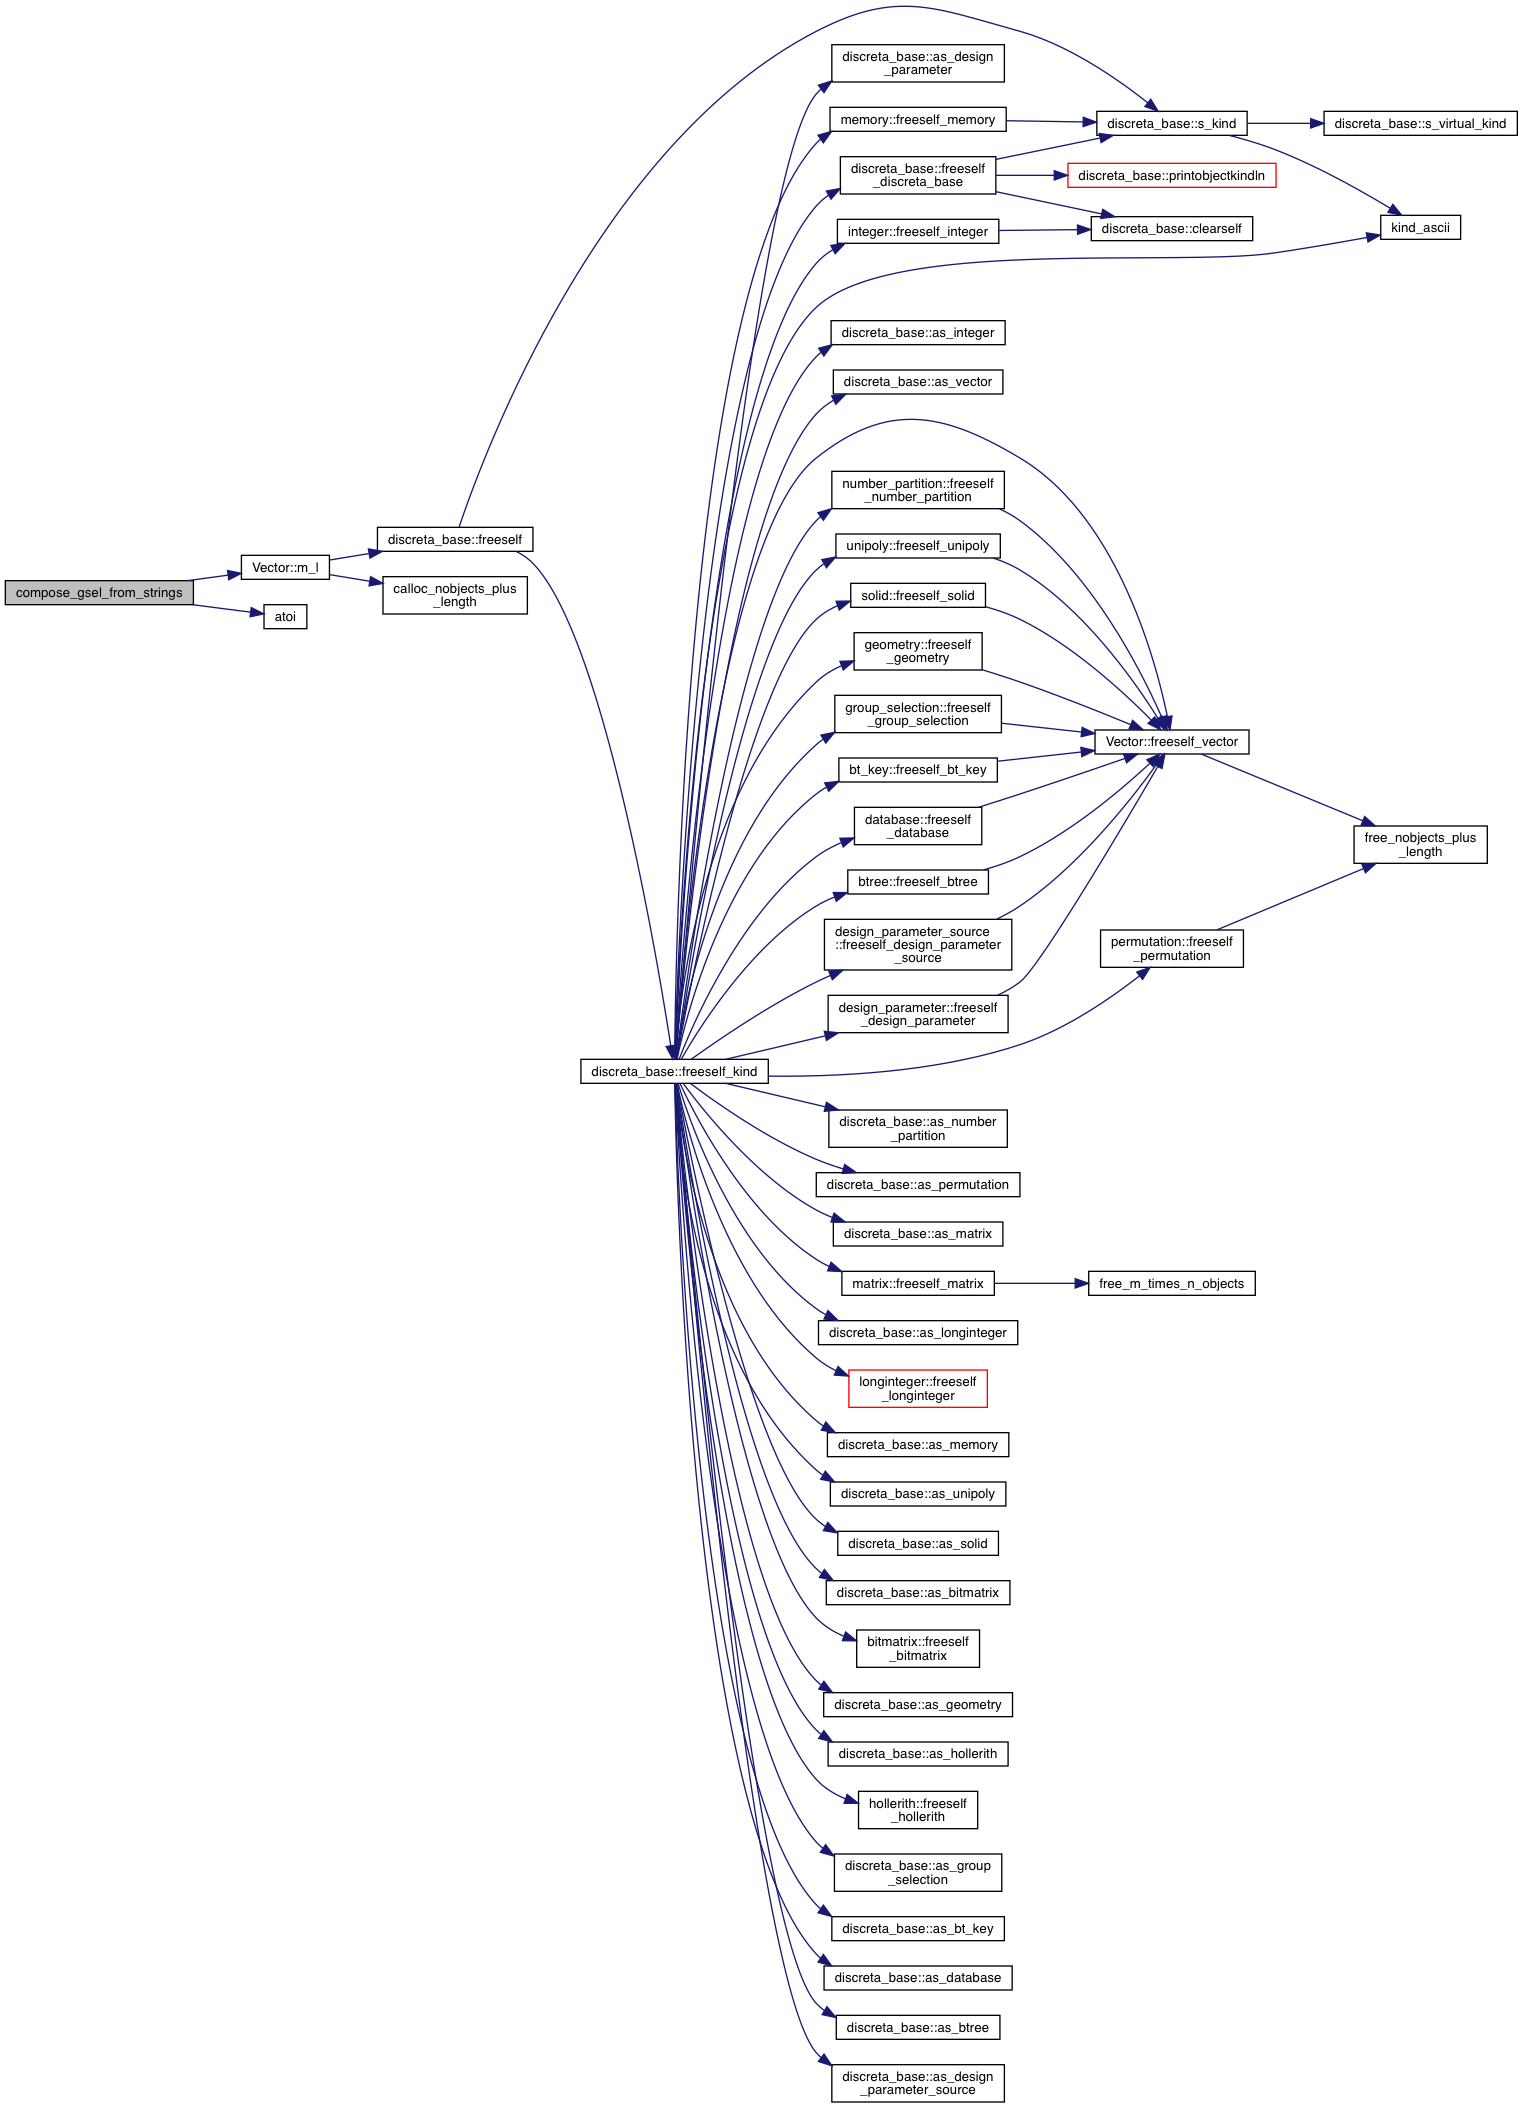 compose_gsel_from_strings
Vector::m_l
atoi
discreta_base::freeself
calloc_nobjects_plus
_length
discreta_base::freeself_kind
discreta_base::as_design
_parameter
memory::freeself_memory
discreta_base::freeself
_discreta_base
integer::freeself_integer
discreta_base::as_integer
discreta_base::as_vector
number_partition::freeself
_number_partition
unipoly::freeself_unipoly
solid::freeself_solid
geometry::freeself
_geometry
group_selection::freeself
_group_selection
bt_key::freeself_bt_key
database::freeself
_database
btree::freeself_btree
design_parameter_source
::freeself_design_parameter
_source
design_parameter::freeself
_design_parameter
discreta_base::as_number
_partition
discreta_base::as_permutation
discreta_base::as_matrix
matrix::freeself_matrix
discreta_base::as_longinteger
longinteger::freeself
_longinteger
discreta_base::as_memory
discreta_base::as_unipoly
discreta_base::as_solid
discreta_base::as_bitmatrix
bitmatrix::freeself
_bitmatrix
discreta_base::as_geometry
discreta_base::as_hollerith
hollerith::freeself
_hollerith
discreta_base::as_group
_selection
discreta_base::as_bt_key
discreta_base::as_database
discreta_base::as_btree
discreta_base::as_design
_parameter_source
discreta_base::s_kind
discreta_base::printobjectkindln
discreta_base::clearself
Vector::freeself_vector
permutation::freeself
_permutation
free_m_times_n_objects
discreta_base::s_virtual_kind
kind_ascii
free_nobjects_plus
_length